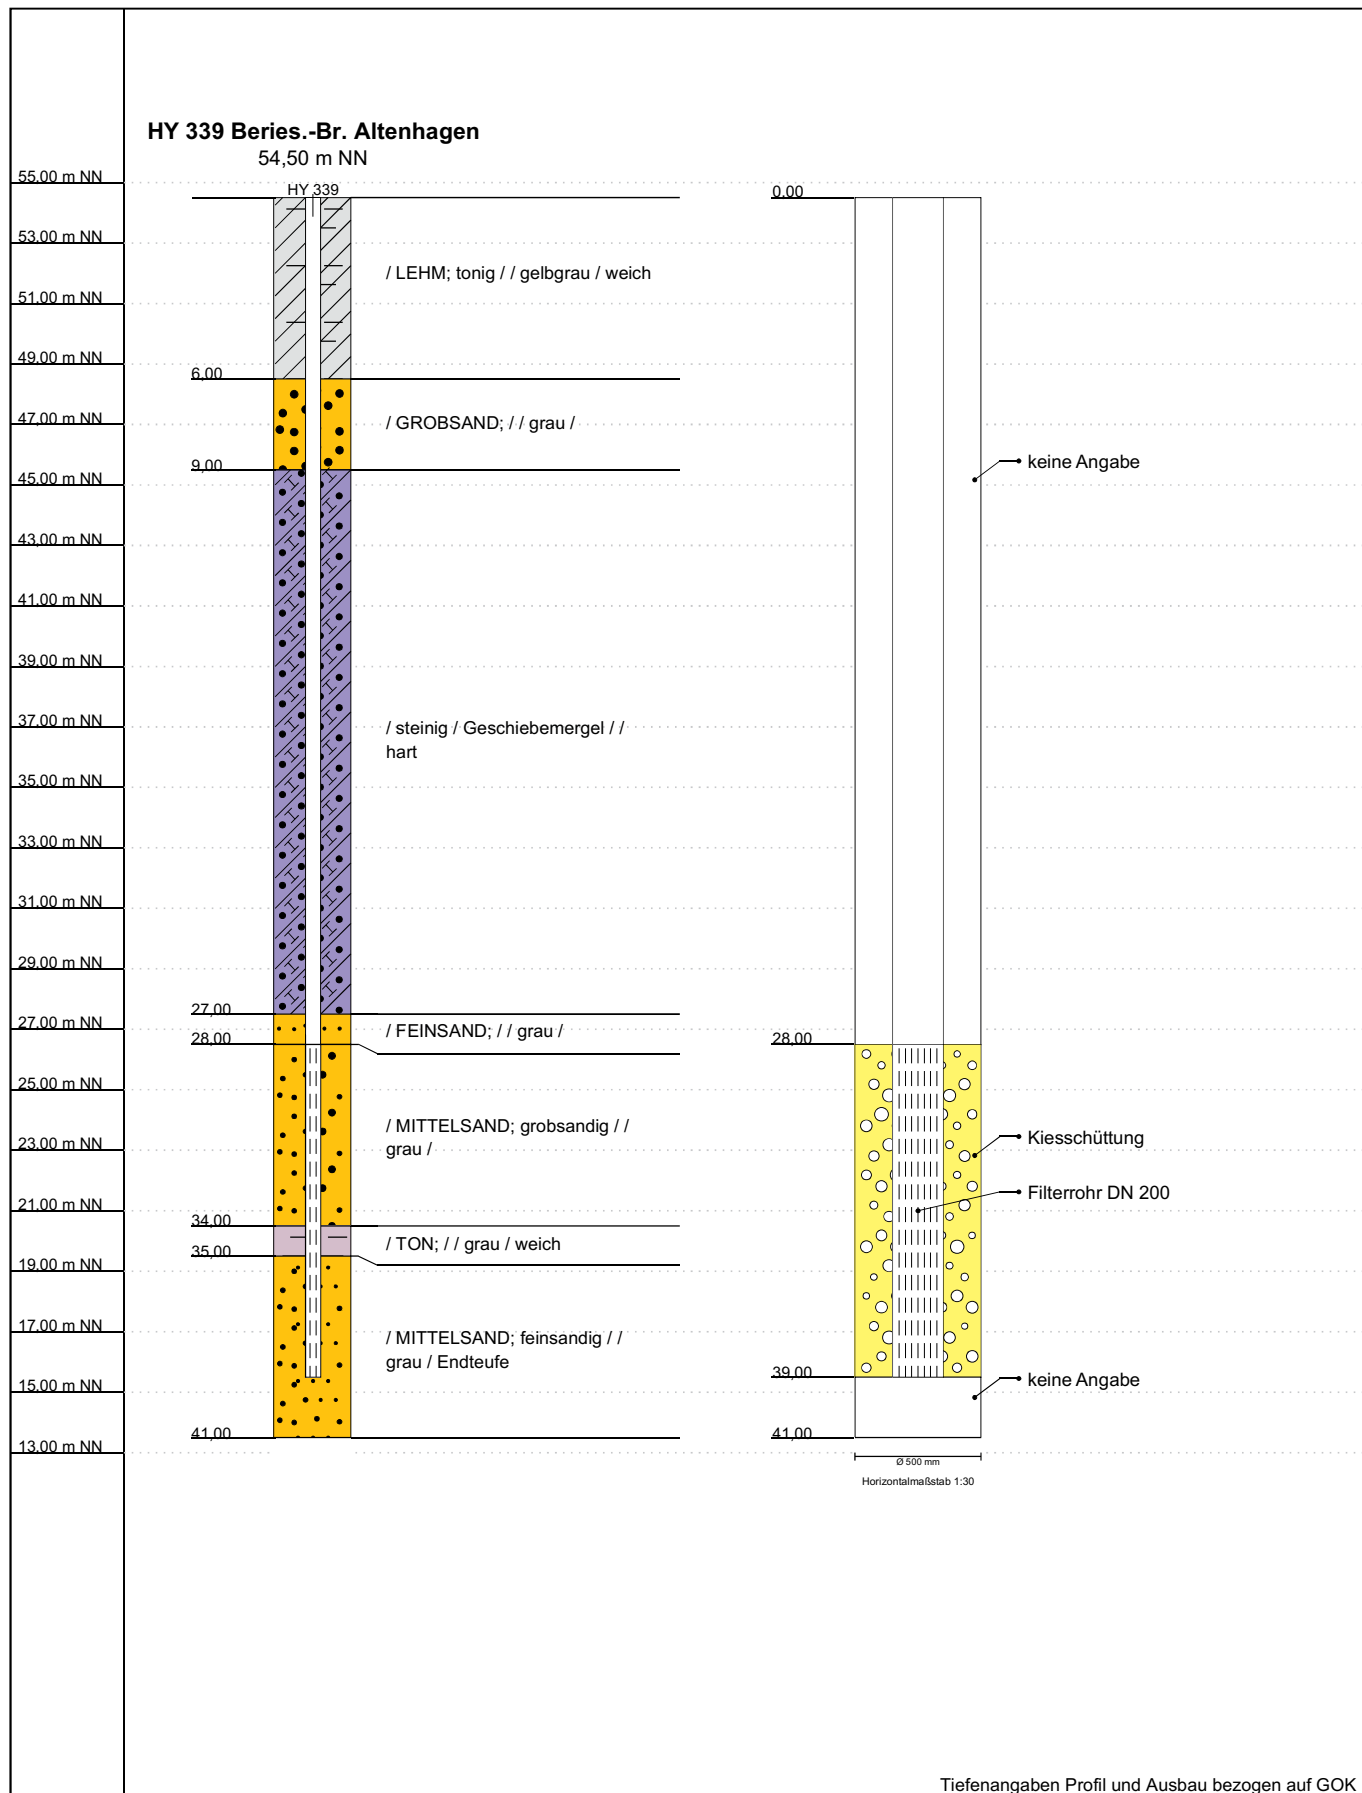 HY 339 Beries.-Br. Altenhagen
54,50 m NN
HY 339
55.00 m NN
53.00 m NN
51.00 m NN
49.00 m NN
47.00 m NN
45.00 m NN
43.00 m NN
41.00 m NN
39.00 m NN
37.00 m NN
35.00 m NN
33.00 m NN
31.00 m NN
29.00 m NN
27.00 m NN
25.00 m NN
23.00 m NN
21.00 m NN
19.00 m NN
17.00 m NN
15.00 m NN
13.00 m NN
/ LEHM; tonig / / gelbgrau / weich
6,00
/ GROBSAND; / / grau /
9,00
/ steinig / Geschiebemergel / /
hart
27,00
/ FEINSAND; / / grau /
28,00
/ MITTELSAND; grobsandig / /
grau /
34,00
/ TON; / / grau / weich
35,00
/ MITTELSAND; feinsandig / /
grau / Endteufe
41,00
0,00
keine Angabe
28,00
Kiesschüttung
Filterrohr DN 200
39,00
keine Angabe
41,00
Ø 500 mm
Horizontalmaßstab 1:30
Tiefenangaben Profil und Ausbau bezogen auf GOK